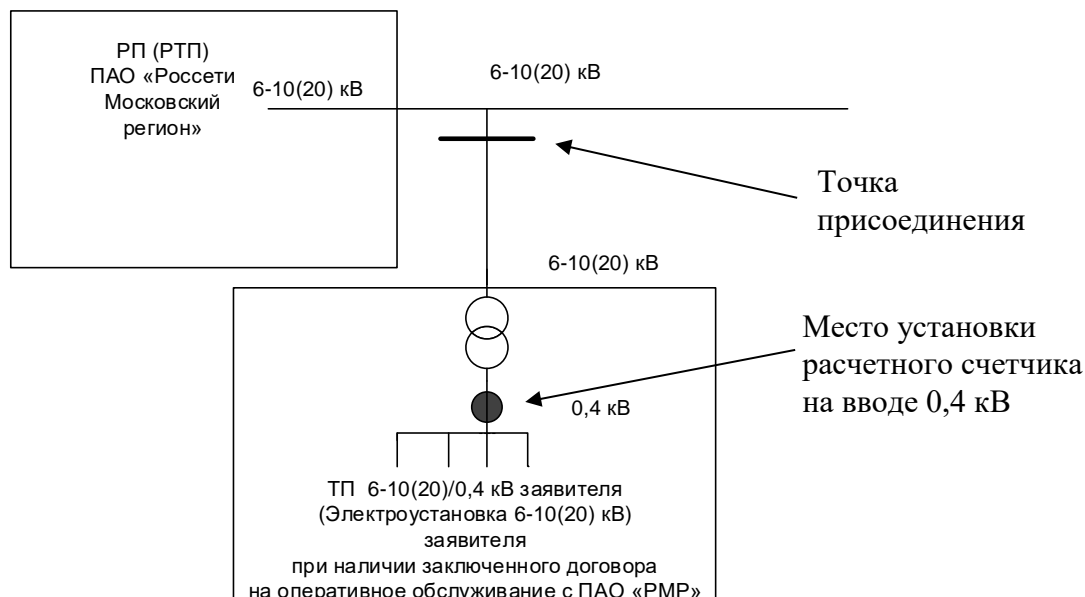 РП (РТП)
ПАО «Россети
Московский
регион»
6-10(20) кВ
6-10(20) кВ
Точка
присоединения
6-10(20) кВ
Место установки
расчетного счетчика
на вводе 0,4 кВ
0,4 кВ
ТП 6-10(20)/0,4 кВ заявителя
(Электроустановка 6-10(20) кВ)
заявителя
при наличии заключенного договора
на оперативное обслуживание с ПАО «РМР»